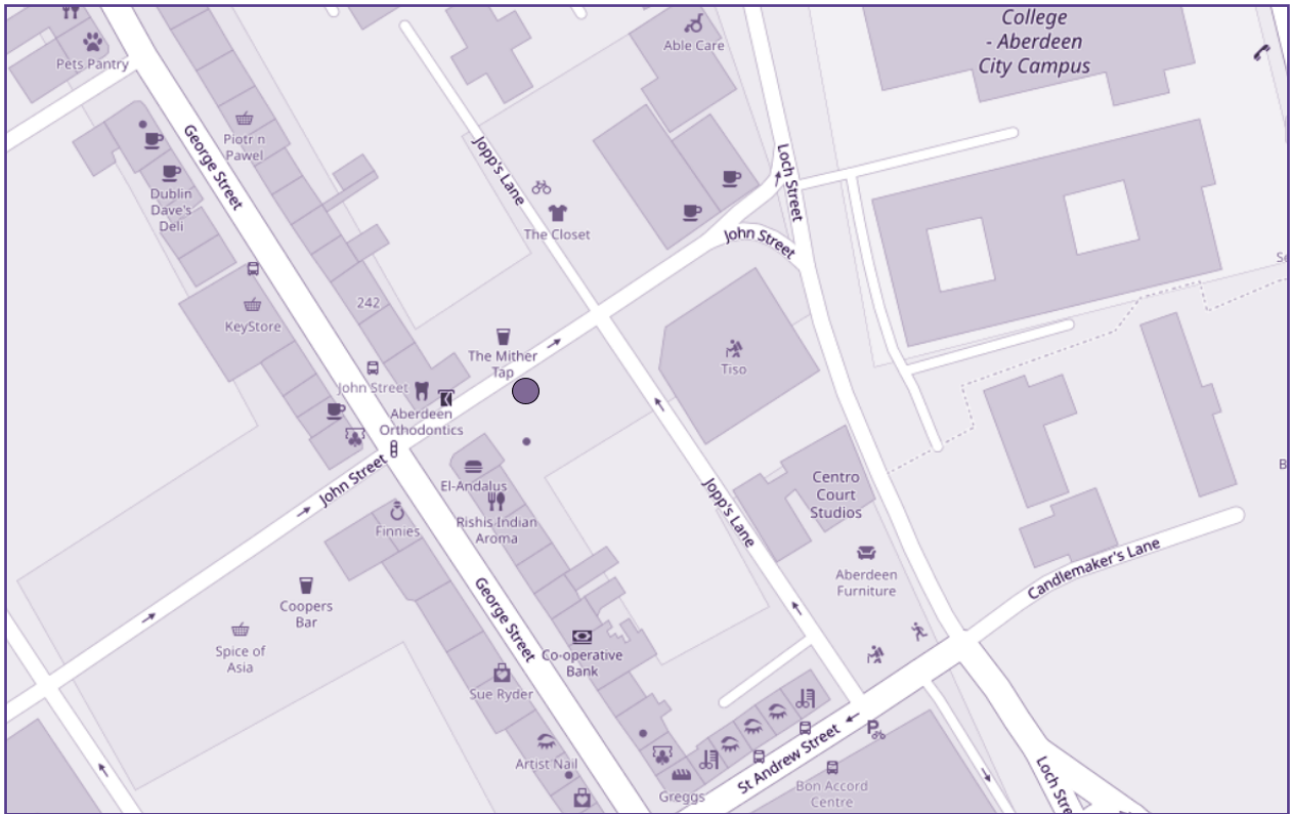 College
- Aberdeen
City Campus
Able Care
Pets Pantry
George Street
Piotr n
Pawel
Jopp's Lane
Loch Street
Dublin
Dave's
Deli
The Closet
John Street
242
KeyStore
The Mither
Tap
Tiso
John Street
Aberdeen
Orthodontics
John Street
El-Andalus
Rishis Indian
Aroma
Finnies
Jopp's Lane
Centro
Court
Studios
Aberdeen
Furniture
Candlemaker's Lane
Coopers
Bar
George Street
Spice of
Asia
Co-operative
Bank
Sue Ryder
Artist Nail
St Andrew Street
Greggs
Bon Accord
Centre
Loch Stre